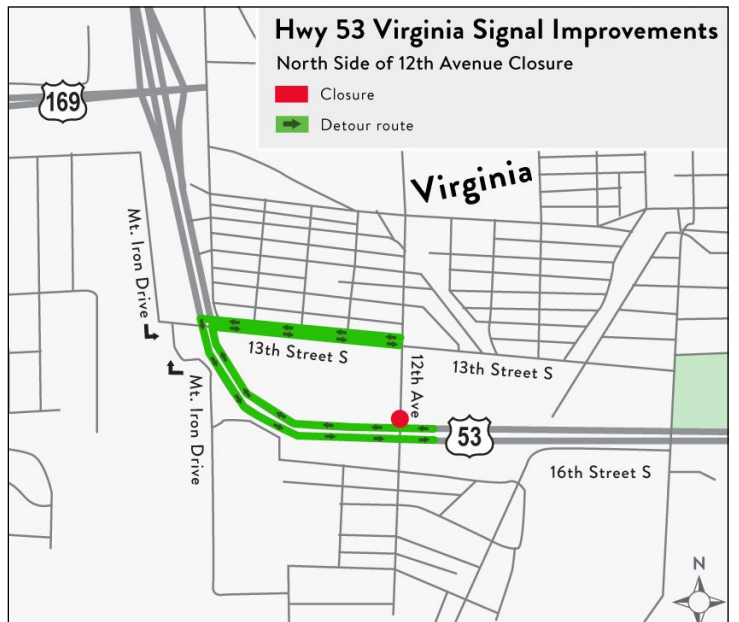 Hwy 53 Virginia Signal Improvements
North Side of 12th Avenue Closure
Closure
Detour route
169
Virginia
Mt. Iron Drive
13th Street S
12th Ave
13th Street S
Mt. Iron Drive
53
16th Street S
N